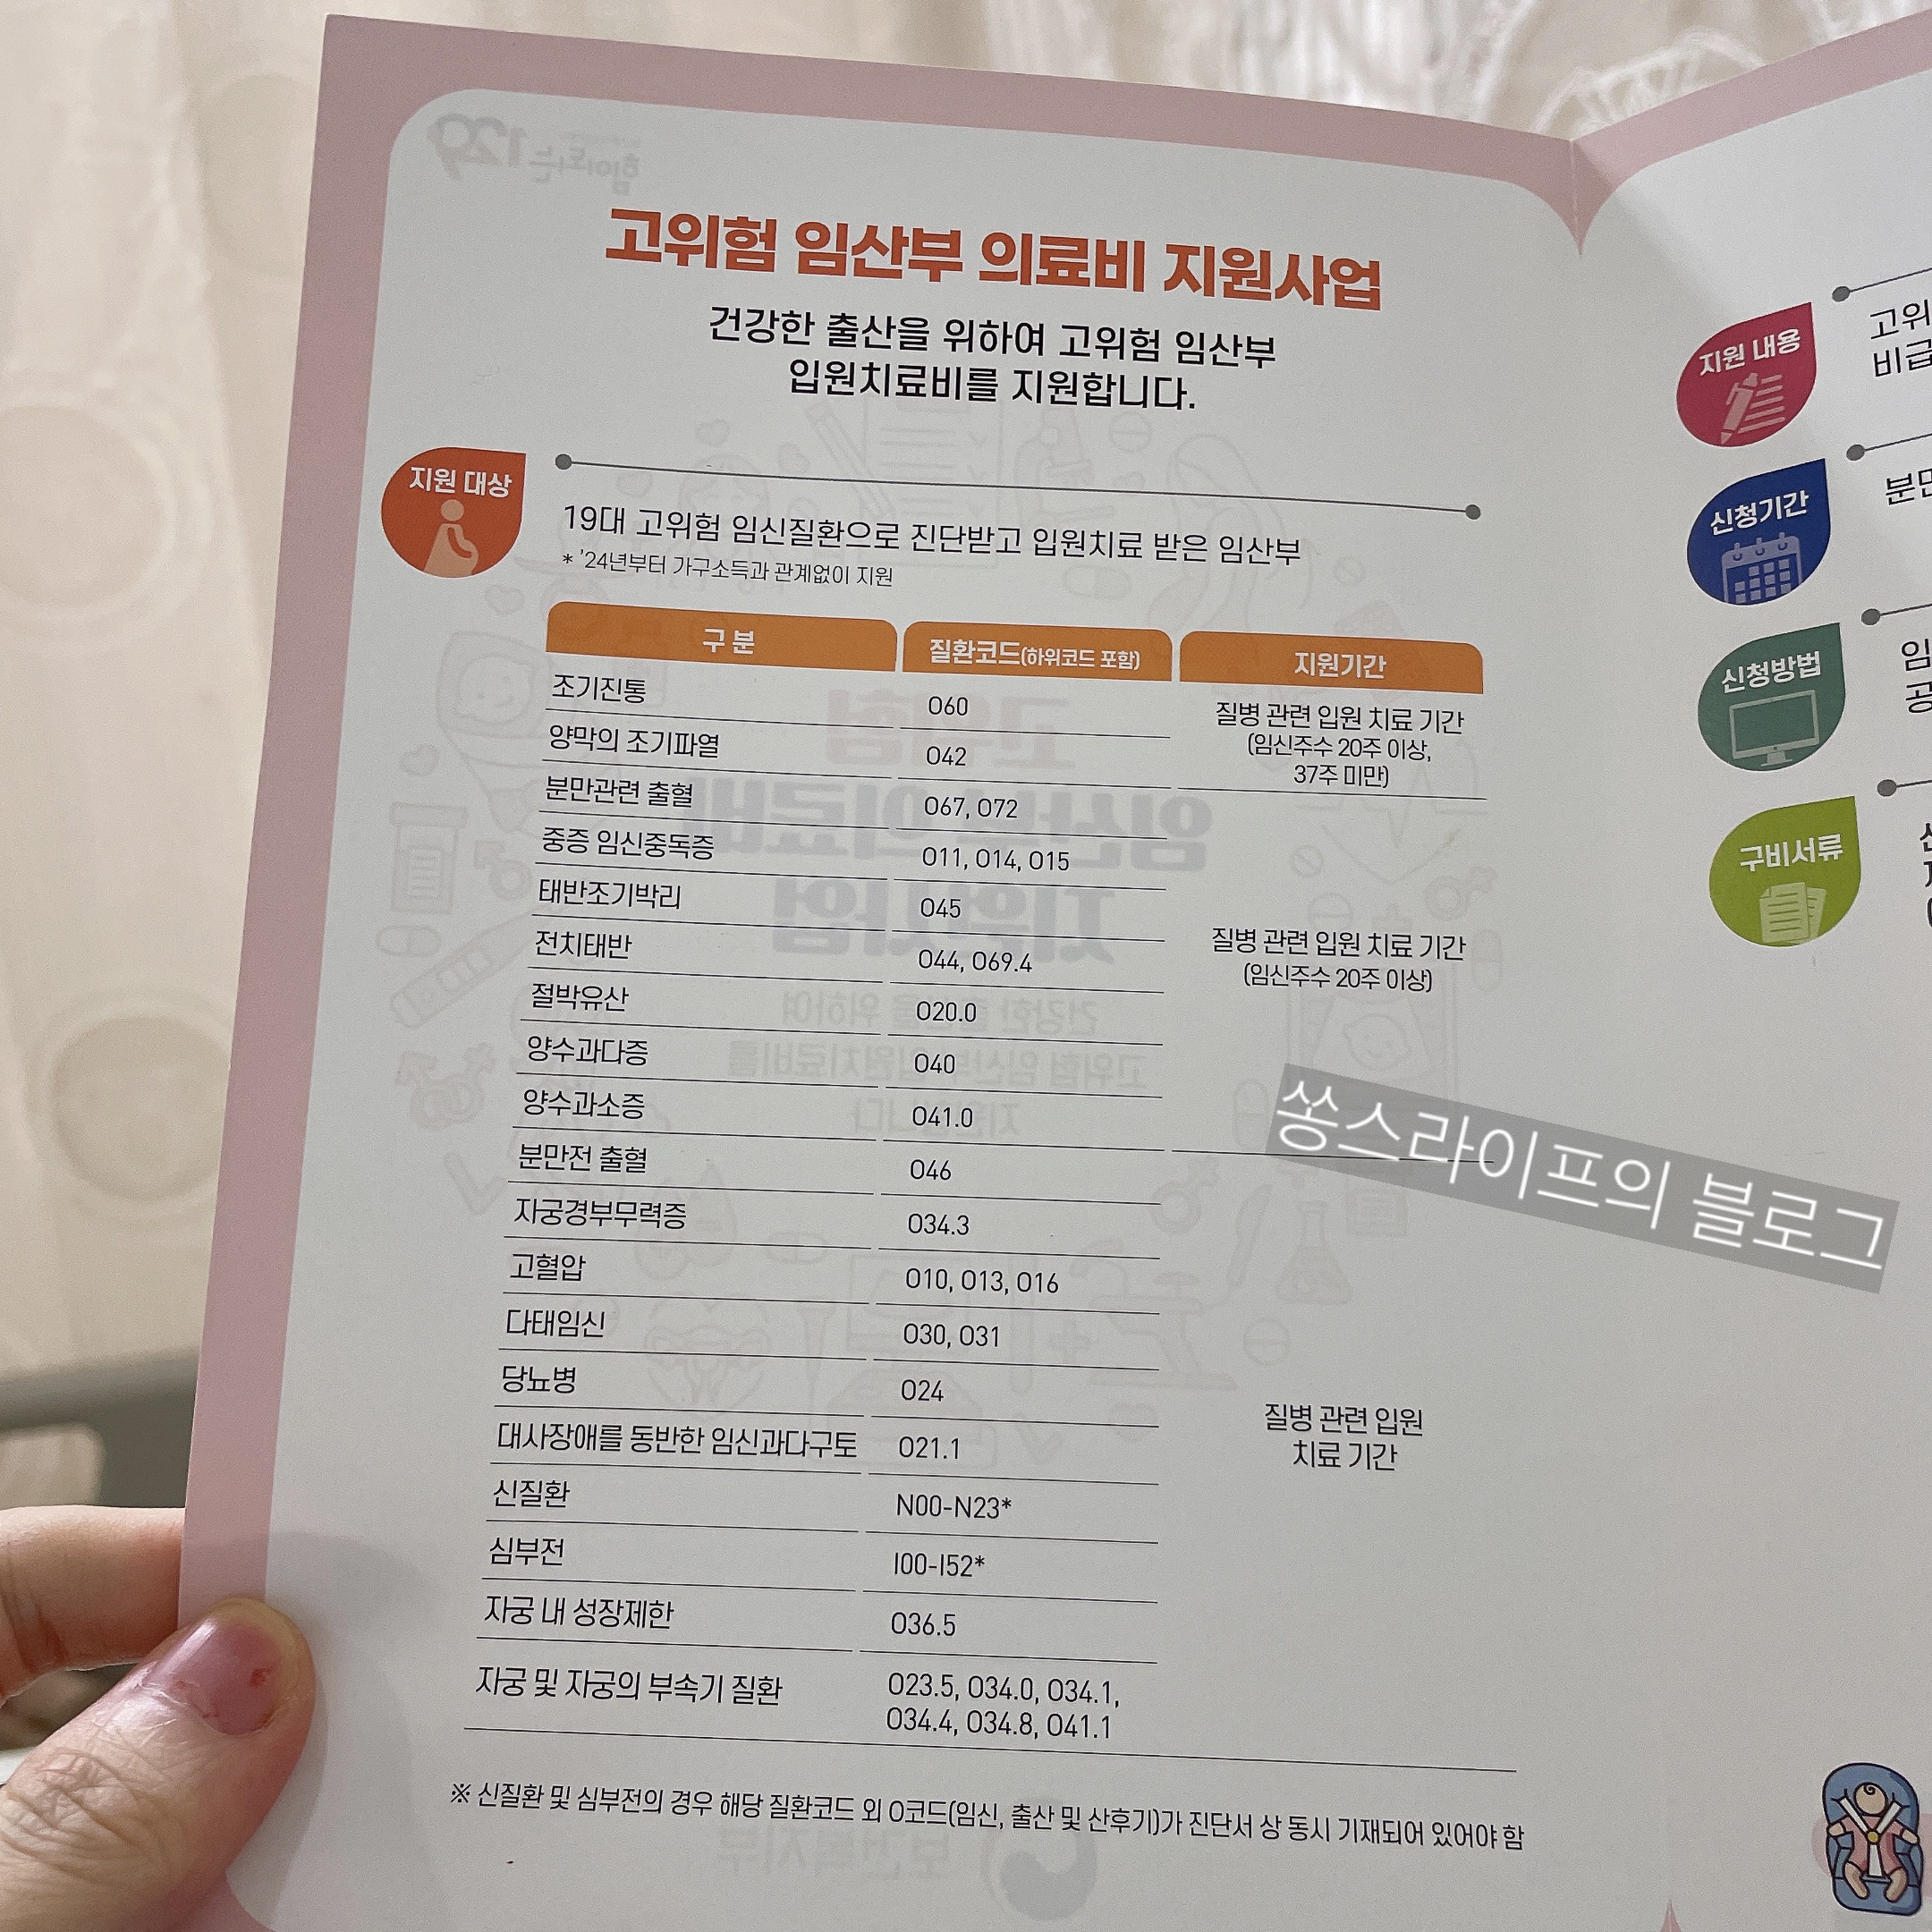 고위험 임산부 의료비 지원사업
건강한 출산을 위하여 고위험 임산부
입원치료비를 지원합니다.
지원 대상
19대 고위험 임신질환으로 진단받고 입원치료 받은 임산부
* '24년부터 가구소득과 관계없이 지원
구 분 질환코드(하위코드 포함) 지원기간
조기진통 O60
양막의 조기파열 O42
질병 관련 입원 치료 기간
(임신주수 20주 이상,
37주 미만)
분만관련 출혈 O67, O72
중증 임신중독증 O11, O14, O15
태반조기박리 O45
전치태반 O44, O69.4
절박유산 O20.0
양수과다증 O40
양수과소증 O41.0
질병 관련 입원 치료 기간
(임신주수 20주 이상)
분만전 출혈 O46
자궁경부무력증 O34.3
고혈압 O10, O13, O16
다태임신 O30, O31
당뇨병 O24
대사장애를 동반한 임신과다구토 O21.1
신질환 N00-N23*
심부전 I00-I52*
자궁 내 성장제한 O36.5
자궁 및 자궁의 부속기 질환 O23.5, O34.0, O34.1,
O34.4, O34.8, O41.1
질병 관련 입원
치료 기간
※ 신질환 및 심부전의 경우 해당 질환코드 외 O코드(임신, 출산 및 산후기)가 진단서 상 동시 기재되어 있어야 함
지원 내용
고위
비급
신청기간
분만
신청방법
임
공
구비서류
쏭스라이프의 블로그